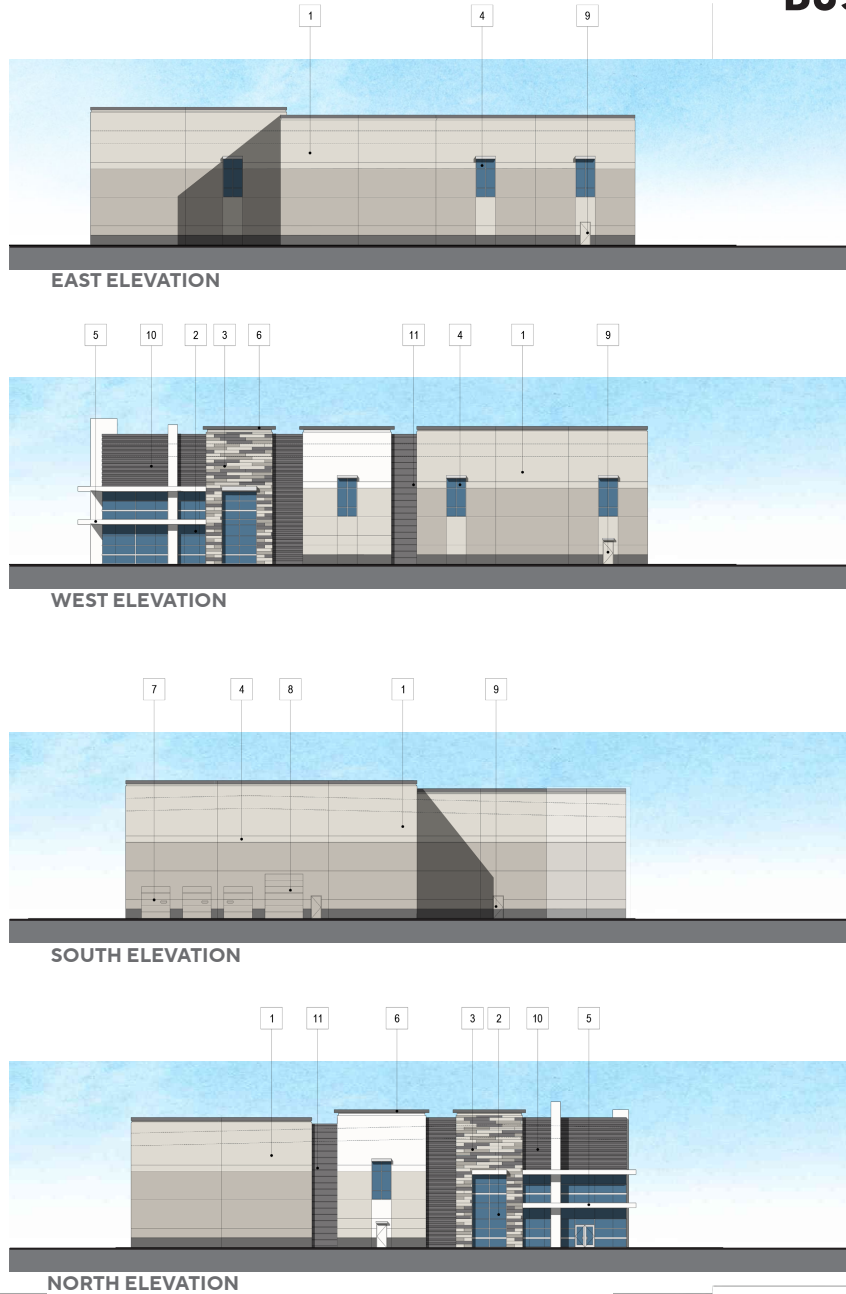 1 4 9
EAST ELEVATION
5 10 2 3 6 11 4 1 9
WEST ELEVATION
7 4 8 1 9
SOUTH ELEVATION
1 11 6 3 2 10 5
NORTH ELEVATION